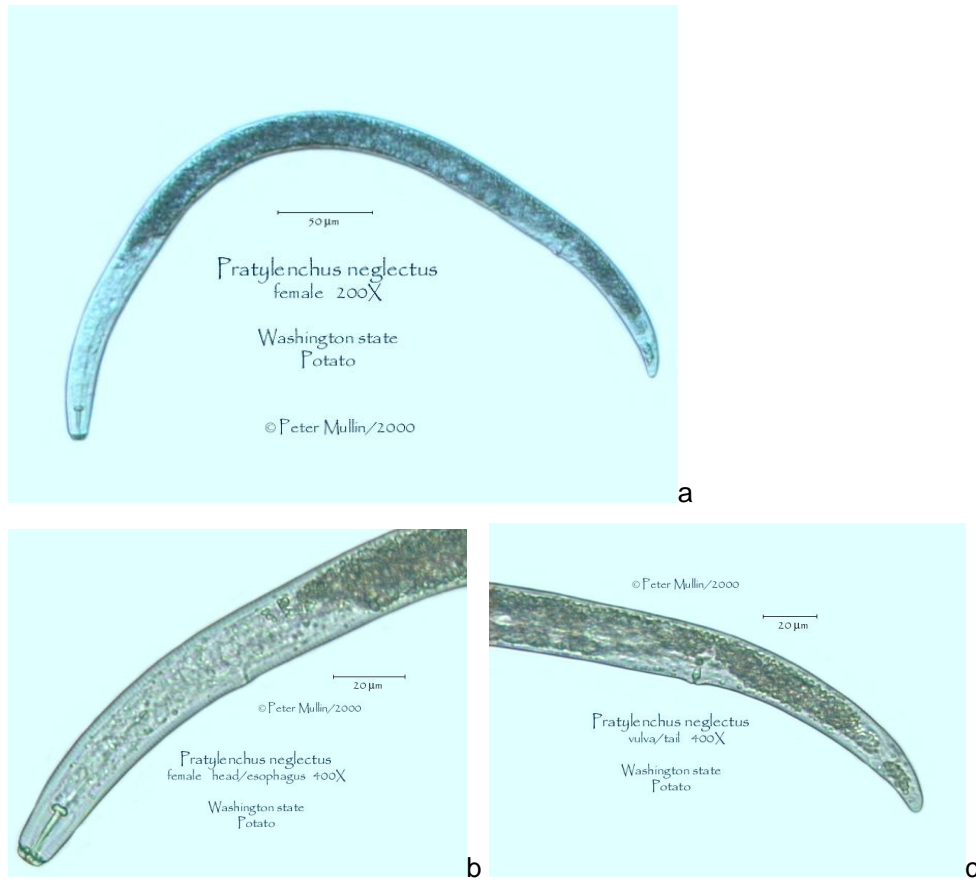 50 µm
Pratylenchus neglectus
female 200X
Washington state
Potato
© Peter Mullin/2000
a
20 µm
© Peter Mullin/2000
Pratylenchus neglectus
female head/esophagus 400X
Washington state
Potato
b
© Peter Mullin/2000
20 µm
Pratylenchus neglectus
vulva/tail 400X
Washington state
Potato
c